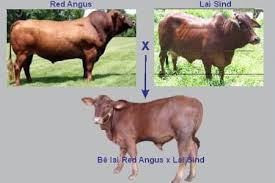 Red Angus
Lai Sind
X
Bê lai Red Angus x Lai Sind